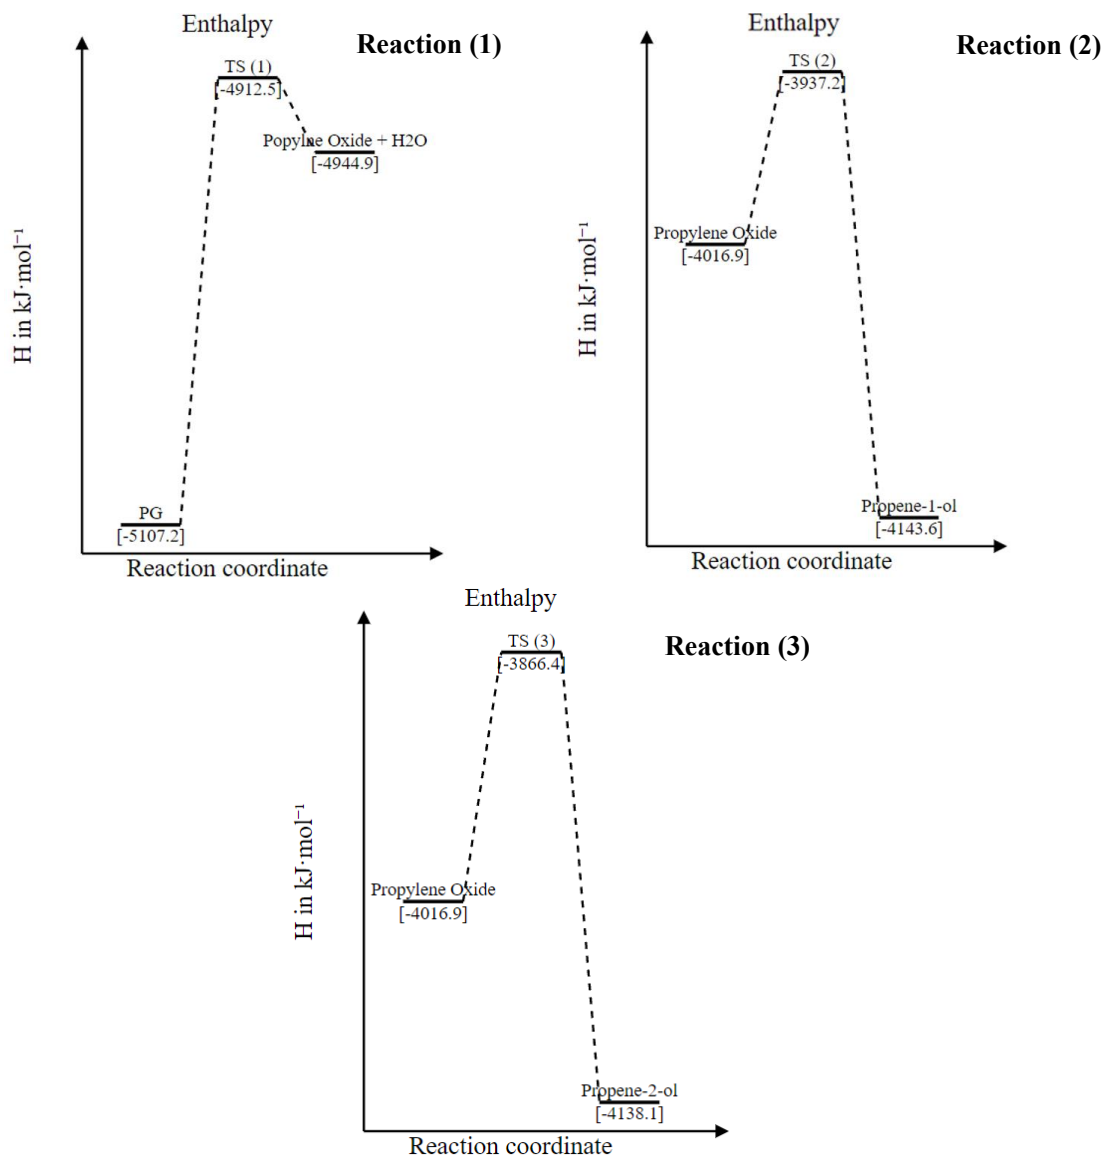 Enthalpy
Reaction (1)
TS (1)
[-4912.5]
Popylne Oxide + H2O
[-4944.9]
H in kJ·mol⁻¹
PG
[-5107.2]
Reaction coordinate
Enthalpy
Reaction (2)
TS (2)
[-3937.2]
Propylene Oxide
[-4016.9]
H in kJ·mol⁻¹
Propene-1-ol
[-4143.6]
Reaction coordinate
Enthalpy
Reaction (3)
TS (3)
[-3866.4]
Propylene Oxide
[-4016.9]
H in kJ·mol⁻¹
Propene-2-ol
[-4138.1]
Reaction coordinate